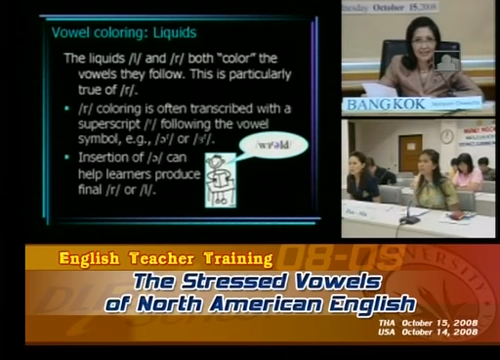 Vowel coloring: Liquids
The liquids /l/ and /r/ both "color" the
vowels they follow. This is particularly
true of /r/.
/r/ coloring is often transcribed with a
superscript /ʳ/ following the vowel
symbol, e.g., /ɔʳ/ or /ɝʳ/.
Insertion of /ə/ can
help learners produce
final /r/ or /l/.
October 15, 2008
BANGKOK
English Teacher Training
08-09
The Stressed Vowels
of North American English
THA October 15, 2008
USA October 14, 2008